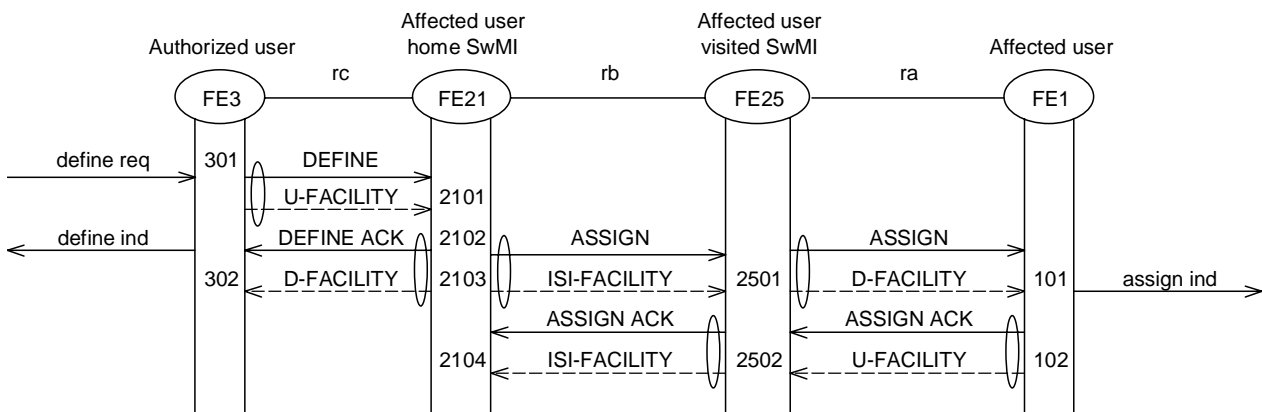 Authorized user
Affected user
home SwMI
Affected user
visited SwMI
Affected user
rc
rb
ra
FE3
FE21
FE25
FE1
define req
301
DEFINE
U-FACILITY
2101
define ind
DEFINE ACK
2102
ASSIGN
ASSIGN
302
D-FACILITY
2103
ISI-FACILITY
2501
D-FACILITY
101
assign ind
ASSIGN ACK
ASSIGN ACK
2104
ISI-FACILITY
2502
U-FACILITY
102